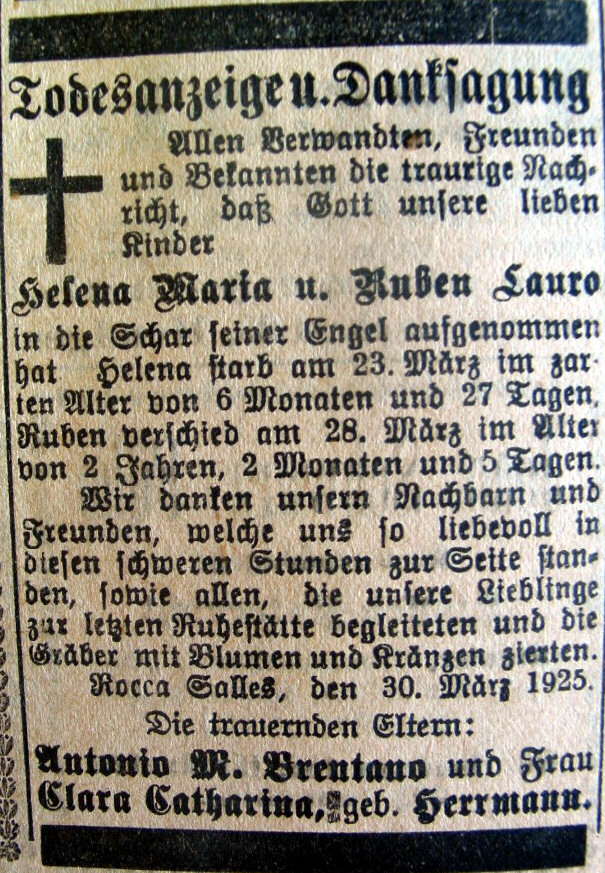 Todesanzeige u. Danksagung
Allen Verwandten, Freunden
und Bekannten die traurige Nach-
richt, daß Gott unsere lieben
Kinder
Helena Maria u. Ruben Lauro
in die Schar seiner Engel aufgenommen
hat Helena starb am 23. März im zar-
ten Alter von 6 Monaten und 27 Tagen,
Ruben verschied am 28. März im Alter
von 2 Jahren, 2 Monaten und 5 Tagen.
Wir danken unsern Nachbarn und
Freunden, welche uns so liebevoll in
diesen schweren Stunden zur Seite stan-
den, sowie allen, die unsere Lieblinge
zur letzten Ruhestätte begleiteten und die
Gräber mit Blumen und Kränzen zierten.
Rocca Salles, den 30. März 1925.
Die trauernden Eltern:
Antonio M. Brentano und Frau
Clara Catharina, geb. Herrmann.